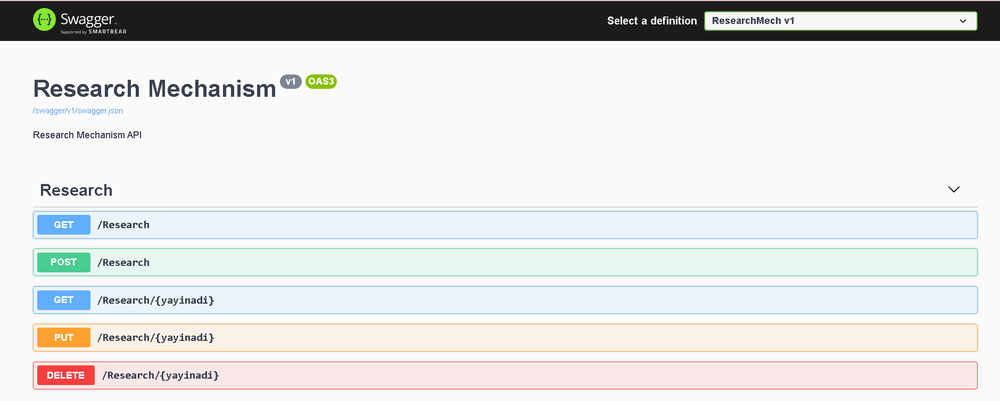 Swagger
Supported by SMARTBEAR
Select a definition
ResearchMech v1
Research Mechanism v1 OAS3
/swagger/v1/swagger.json
Research Mechanism API
Research
GET /Research
POST /Research
GET /Research/{yayinadi}
PUT /Research/{yayinadi}
DELETE /Research/{yayinadi}